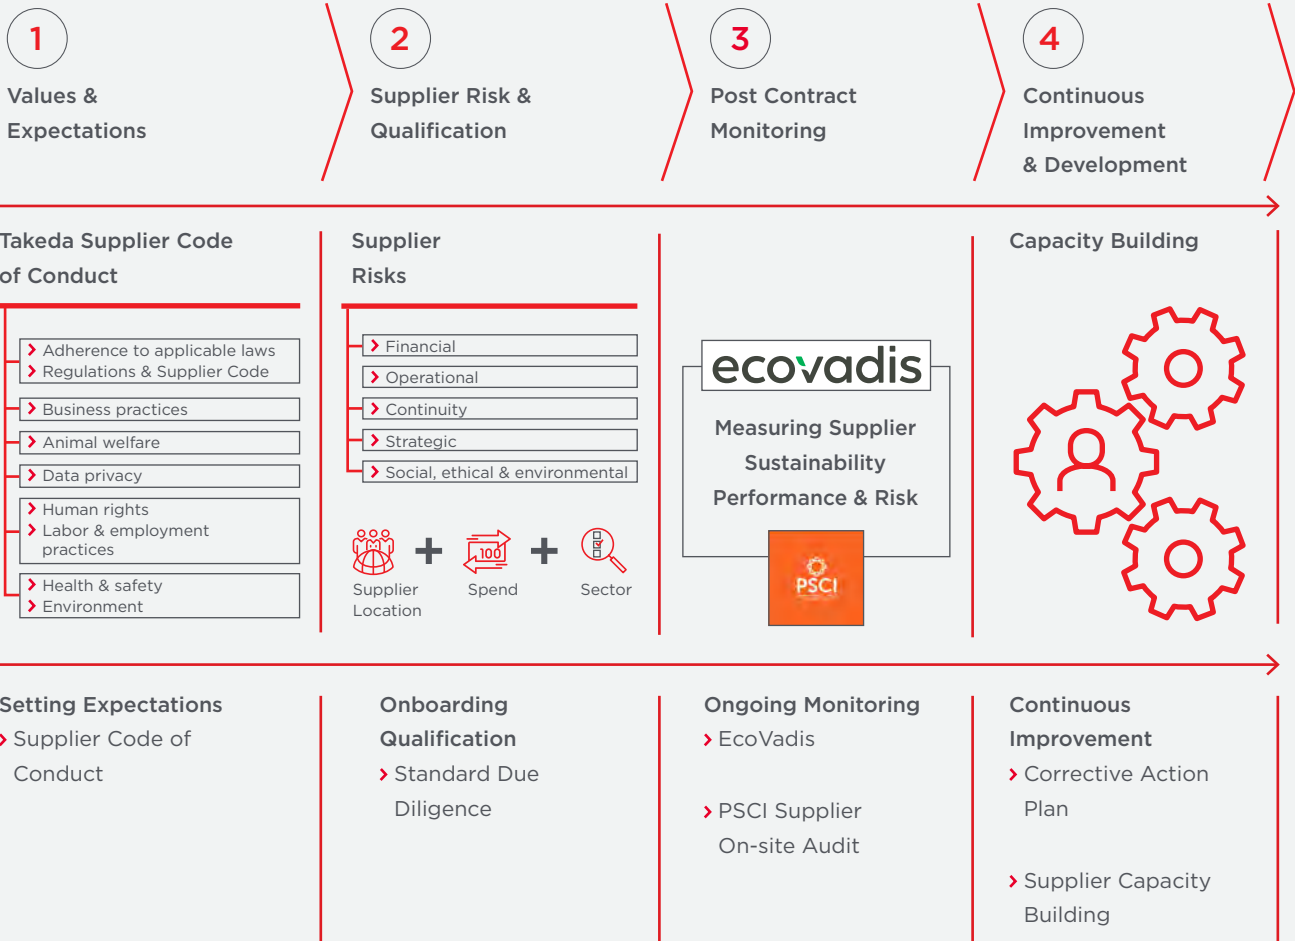 1
Values &
Expectations
2
Supplier Risk &
Qualification
3
Post Contract
Monitoring
4
Continuous
Improvement
& Development
Takeda Supplier Code
of Conduct
Adherence to applicable laws
Regulations & Supplier Code
Business practices
Animal welfare
Data privacy
Human rights
Labor & employment
practices
Health & safety
Environment
Supplier
Risks
Financial
Operational
Continuity
Strategic
Social, ethical & environmental
+
100
+
Supplier
Location
Spend
Sector
ecovadis
Measuring Supplier
Sustainability
Performance & Risk
PSCI
Capacity Building
Setting Expectations
Supplier Code of
Conduct
Onboarding
Qualification
Standard Due
Diligence
Ongoing Monitoring
EcoVadis
PSCI Supplier
On-site Audit
Continuous
Improvement
Corrective Action
Plan
Supplier Capacity
Building